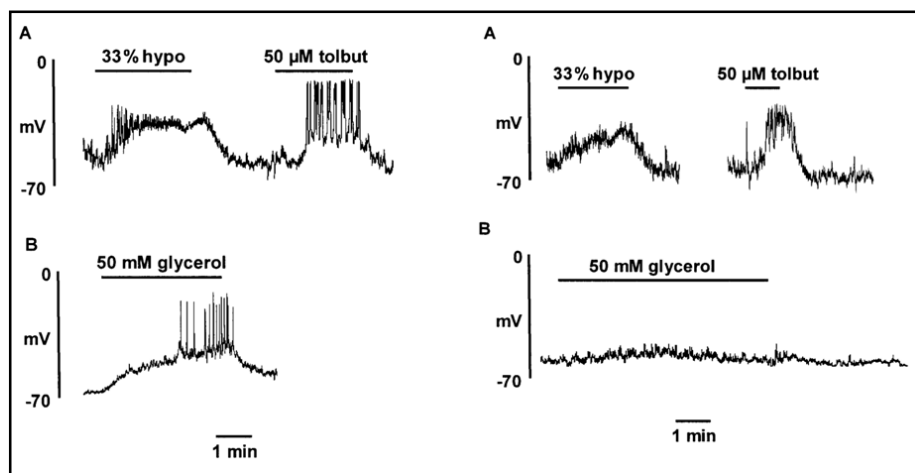 A
0
33% hypo
50 µM tolbut
mV
-70
B
50 mM glycerol
0
mV
-70
1 min
A
0
33% hypo
50 µM tolbut
mV
-70
B
0
50 mM glycerol
mV
-70
1 min